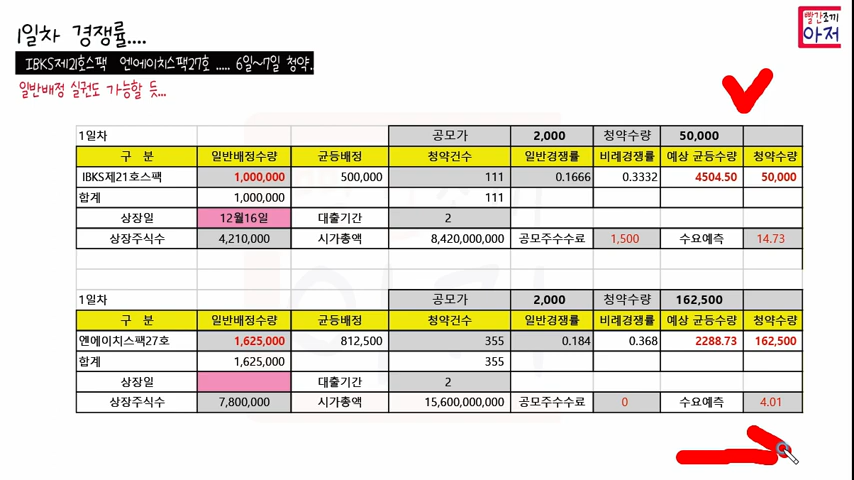 빨간조끼
아저
1일차 경쟁률....
IBKS제21호스팩 엔에이치스팩27호 ..... 6일~7일 청약.
일반배정 실권도 가능할 듯...
1일차 공모가 2,000 청약수량 50,000
구 분 일반배정수량 균등배정 청약건수 일반경쟁률 비례경쟁률 예상 균등수량 청약수량
IBKS제21호스팩 1,000,000 500,000 111 0.1666 0.3332 4504.50 50,000
합계 1,000,000 111
상장일 12월16일 대출기간 2
상장주식수 4,210,000 시가총액 8,420,000,000 공모주수수료 1,500 수요예측 14.73
1일차 공모가 2,000 청약수량 162,500
구 분 일반배정수량 균등배정 청약건수 일반경쟁률 비례경쟁률 예상 균등수량 청약수량
엔에이치스팩27호 1,625,000 812,500 355 0.184 0.368 2288.73 162,500
합계 1,625,000 355
상장일 대출기간 2
상장주식수 7,800,000 시가총액 15,600,000,000 공모주수수료 0 수요예측 4.01